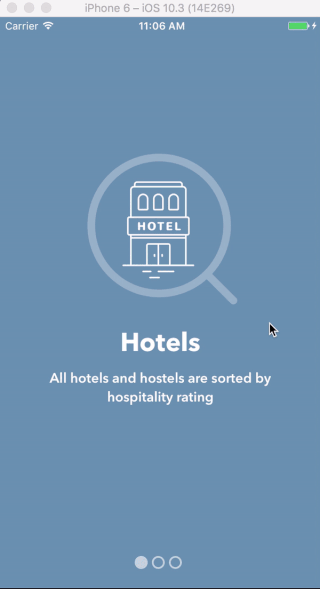 iPhone 6 – iOS 10.3 (14E269)
Carrier 11:06 AM
HOTEL
Hotels
All hotels and hostels are sorted by
hospitality rating